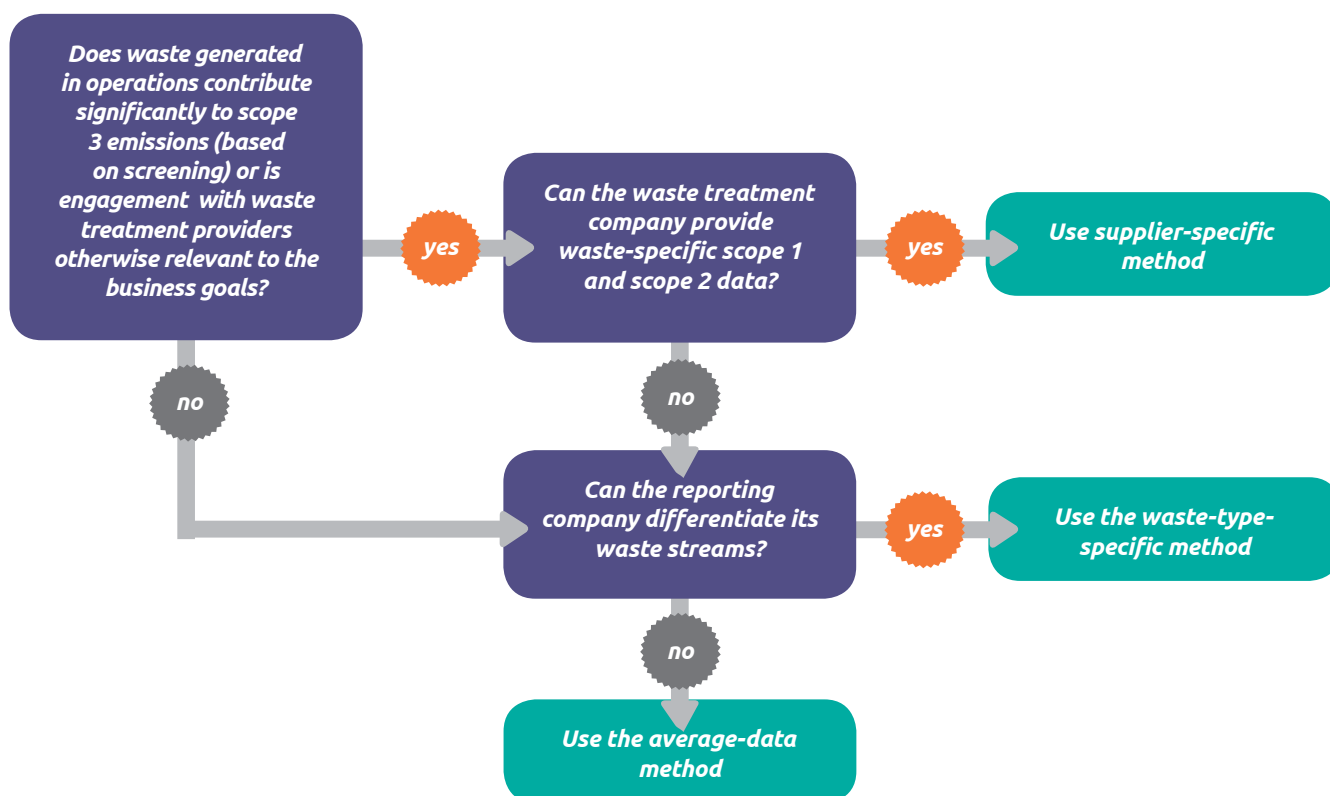 Does waste generated
in operations contribute
significantly to scope
3 emissions (based
on screening) or is
engagement with waste
treatment providers
otherwise relevant to the
business goals?
yes
Can the waste treatment
company provide
waste-specific scope 1
and scope 2 data?
yes
Use supplier-specific
method
no
no
Can the reporting
company differentiate its
waste streams?
yes
Use the waste-type-
specific method
no
Use the average-data
method